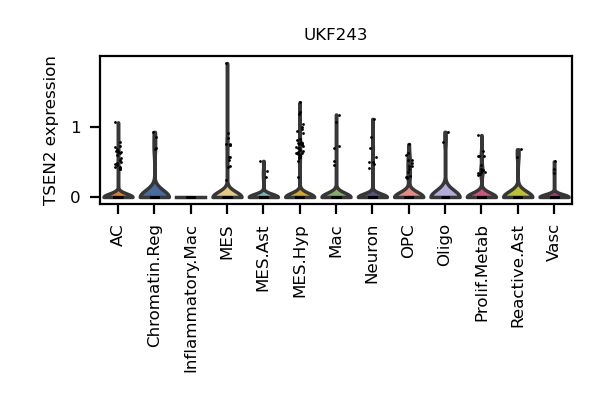 UKF243
TSEN2 expression
1
0
AC
Chromatin.Reg
Inflammatory.Mac
MES
MES.Ast
MES.Hyp
Mac
Neuron
OPC
Oligo
Prolif.Metab
Reactive.Ast
Vasc